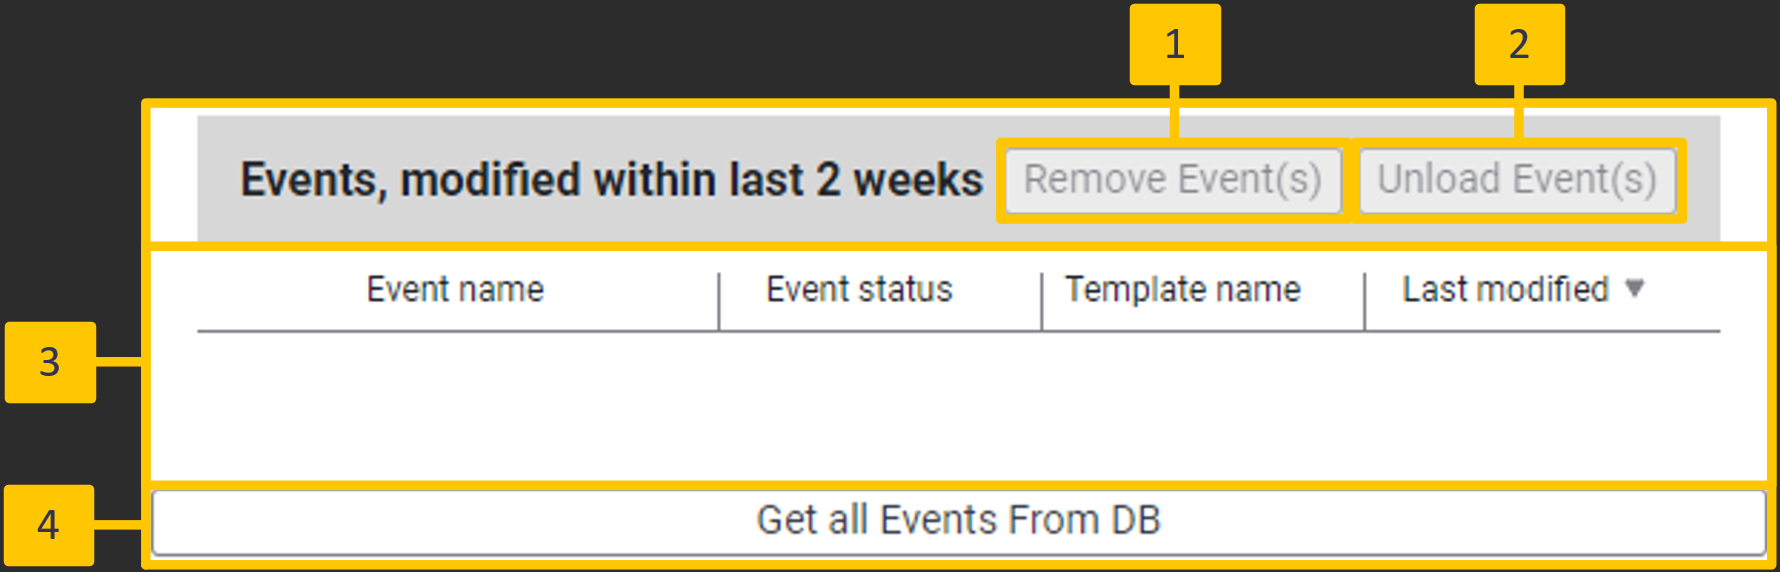 1
2
Events, modified within last 2 weeks Remove Event(s) Unload Event(s)
Event name Event status Template name Last modified ▼
3
4
Get all Events From DB